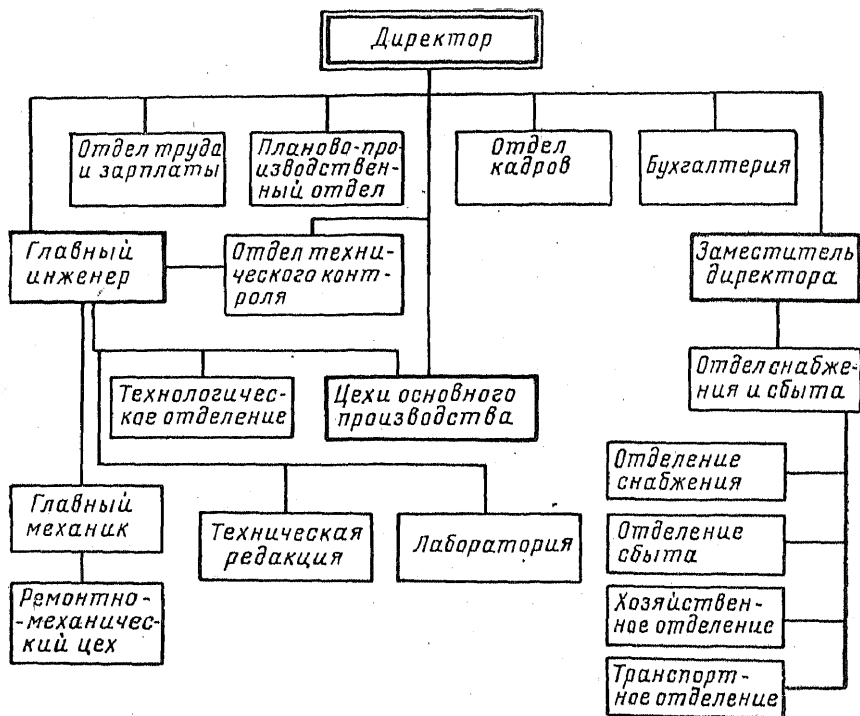 Директор
Отдел труда
и зарплаты
Планово-про-
изводствен-
ный отдел
Отдел
кадров
Бухгалтерия
Главный
инженер
Отдел техни-
ческого конт-
роля
Заместитель
директора
Технологичес-
кое отделение
Цехи основного
производства
Отдел снабже-
ния и сбыта
Отделение
снабжения
Главный
механик
Техническая
редакция
Лаборатория
Отделение
сбыта
Ремонтно-
-механичес-
кий цех
Хозяйствен-
ное отделение
Транспорт-
ное отделение